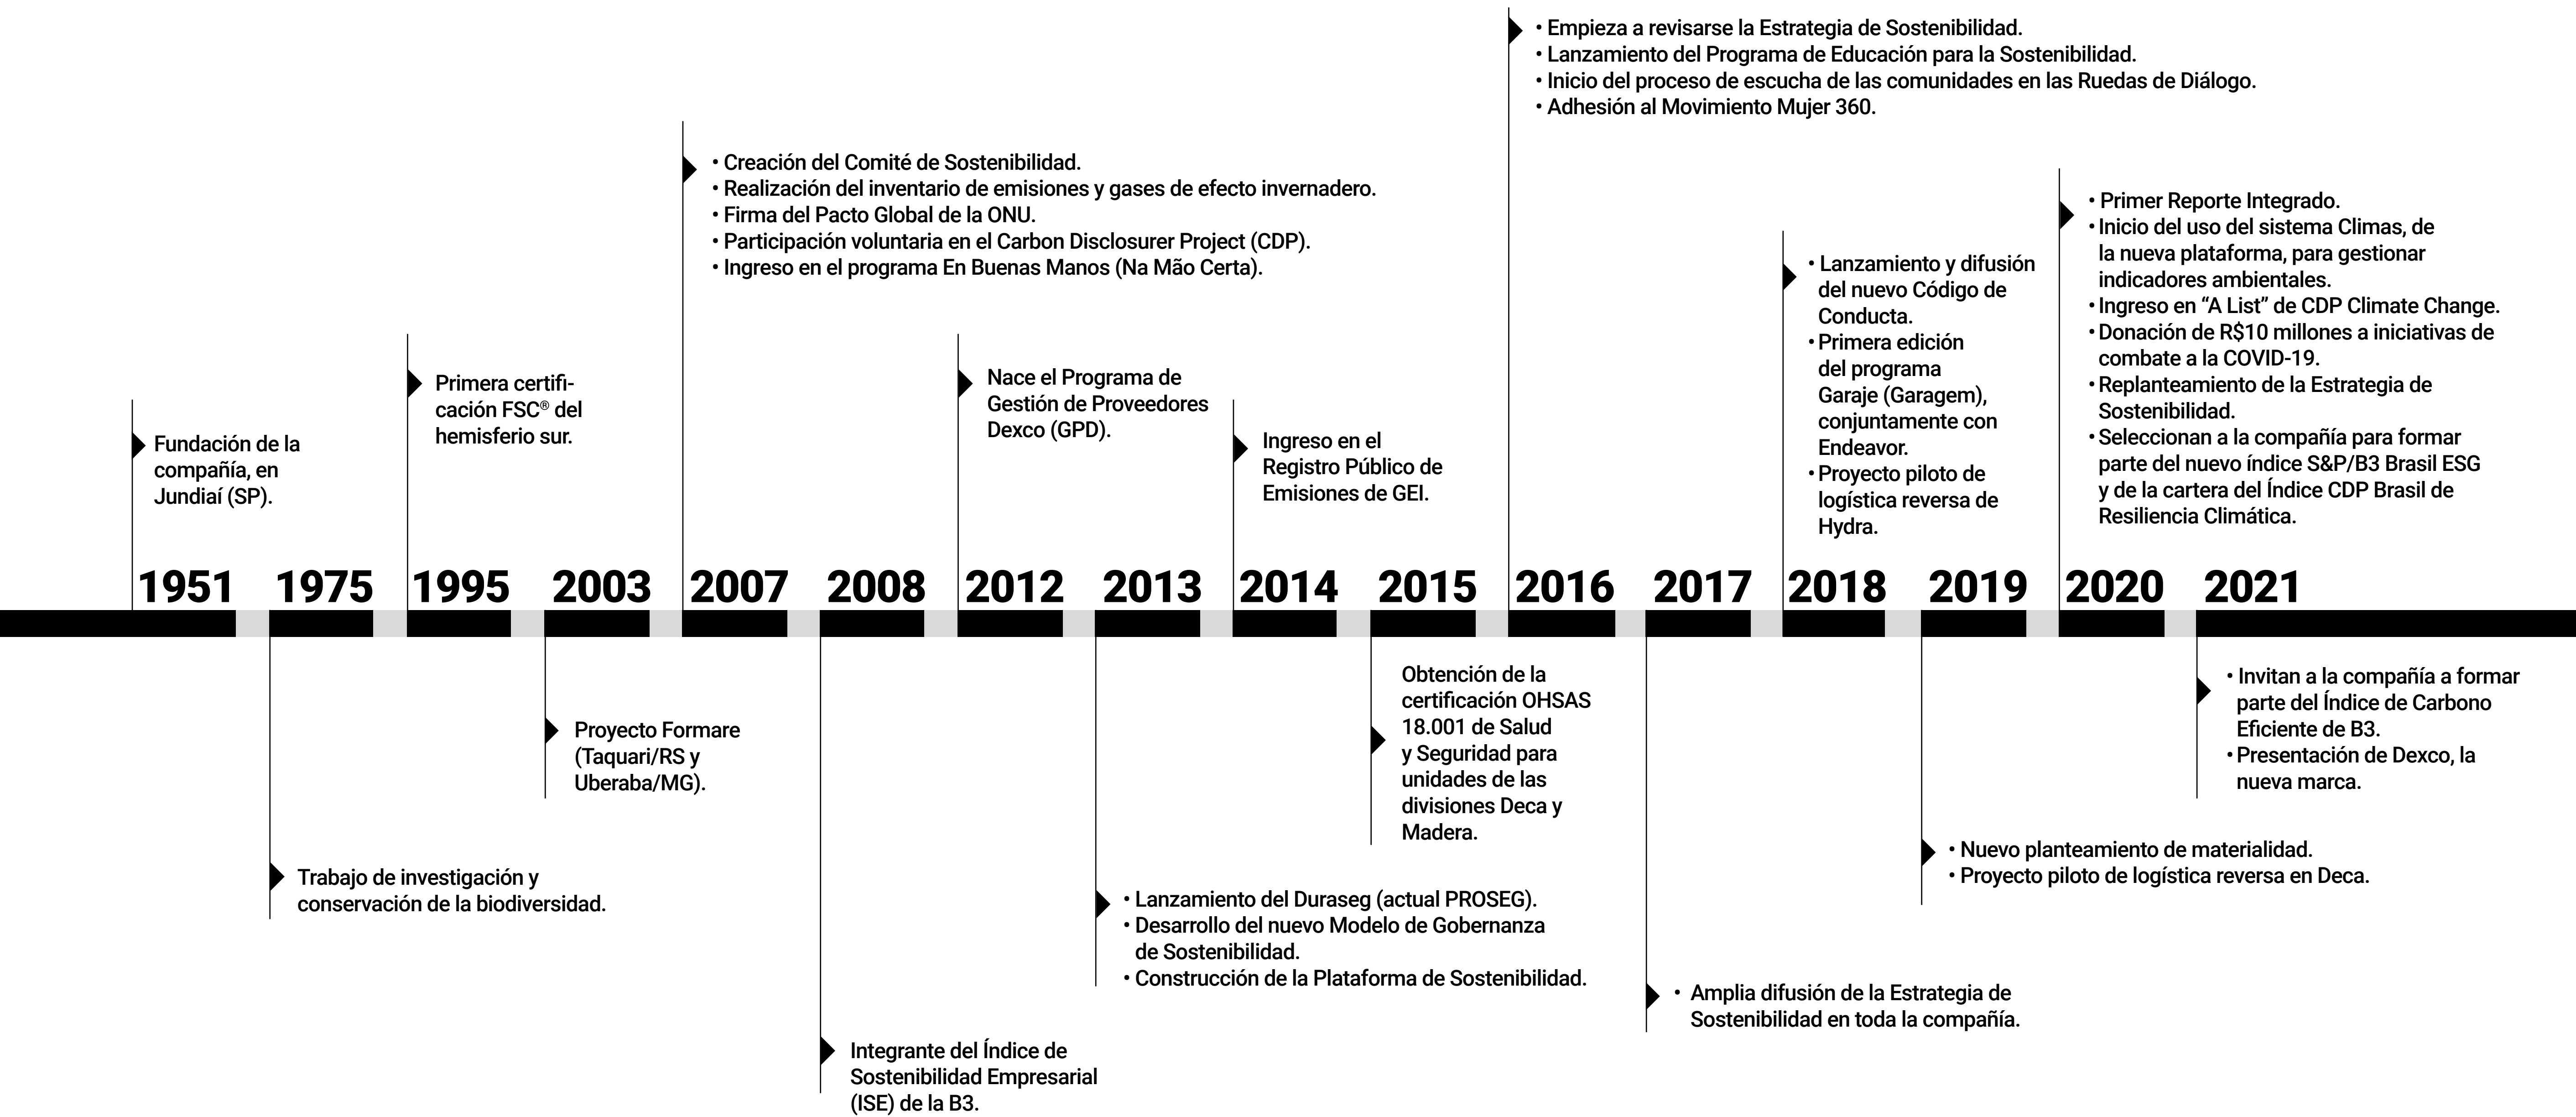 • Empieza a revisarse la Estrategia de Sostenibilidad.
• Lanzamiento del Programa de Educación para la Sostenibilidad.
• Inicio del proceso de escucha de las comunidades en las Ruedas de Diálogo.
• Adhesión al Movimiento Mujer 360.
• Creación del Comité de Sostenibilidad.
• Realización del inventario de emisiones y gases de efecto invernadero.
• Firma del Pacto Global de la ONU.
• Participación voluntaria en el Carbon Disclosurer Project (CDP).
• Ingreso en el programa En Buenas Manos (Na Mão Certa).
• Primer Reporte Integrado.
• Inicio del uso del sistema Climas, de
la nueva plataforma, para gestionar
indicadores ambientales.
• Ingreso en “A List” de CDP Climate Change.
• Donación de R$10 millones a iniciativas de
combate a la COVID-19.
• Replanteamiento de la Estrategia de
Sostenibilidad.
• Seleccionan a la compañía para formar
parte del nuevo índice S&P/B3 Brasil ESG
y de la cartera del Índice CDP Brasil de
Resiliencia Climática.
• Lanzamiento y difusión
del nuevo Código de
Conducta.
• Primera edición
del programa
Garaje (Garagem),
conjuntamente con
Endeavor.
• Proyecto piloto de
logística reversa de
Hydra.
Fundación de la
compañía, en
Jundiaí (SP).
Primera certifi-
cación FSC® del
hemisferio sur.
Nace el Programa de
Gestión de Proveedores
Dexco (GPD).
Ingreso en el
Registro Público de
Emisiones de GEI.
1951 1975 1995 2003 2007 2008 2012 2013 2014 2015 2016 2017 2018 2019 2020 2021
Trabajo de investigación y
conservación de la biodiversidad.
Proyecto Formare
(Taquari/RS y
Uberaba/MG).
Integrante del Índice de
Sostenibilidad Empresarial
(ISE) de la B3.
• Lanzamiento del Duraseg (actual PROSEG).
• Desarrollo del nuevo Modelo de Gobernanza
de Sostenibilidad.
• Construcción de la Plataforma de Sostenibilidad.
Obtención de la
certificación OHSAS
18.001 de Salud
y Seguridad para
unidades de las
divisiones Deca y
Madera.
• Amplia difusión de la Estrategia de
Sostenibilidad en toda la compañía.
• Nuevo planteamiento de materialidad.
• Proyecto piloto de logística reversa en Deca.
• Invitan a la compañía a formar
parte del Índice de Carbono
Eficiente de B3.
• Presentación de Dexco, la
nueva marca.